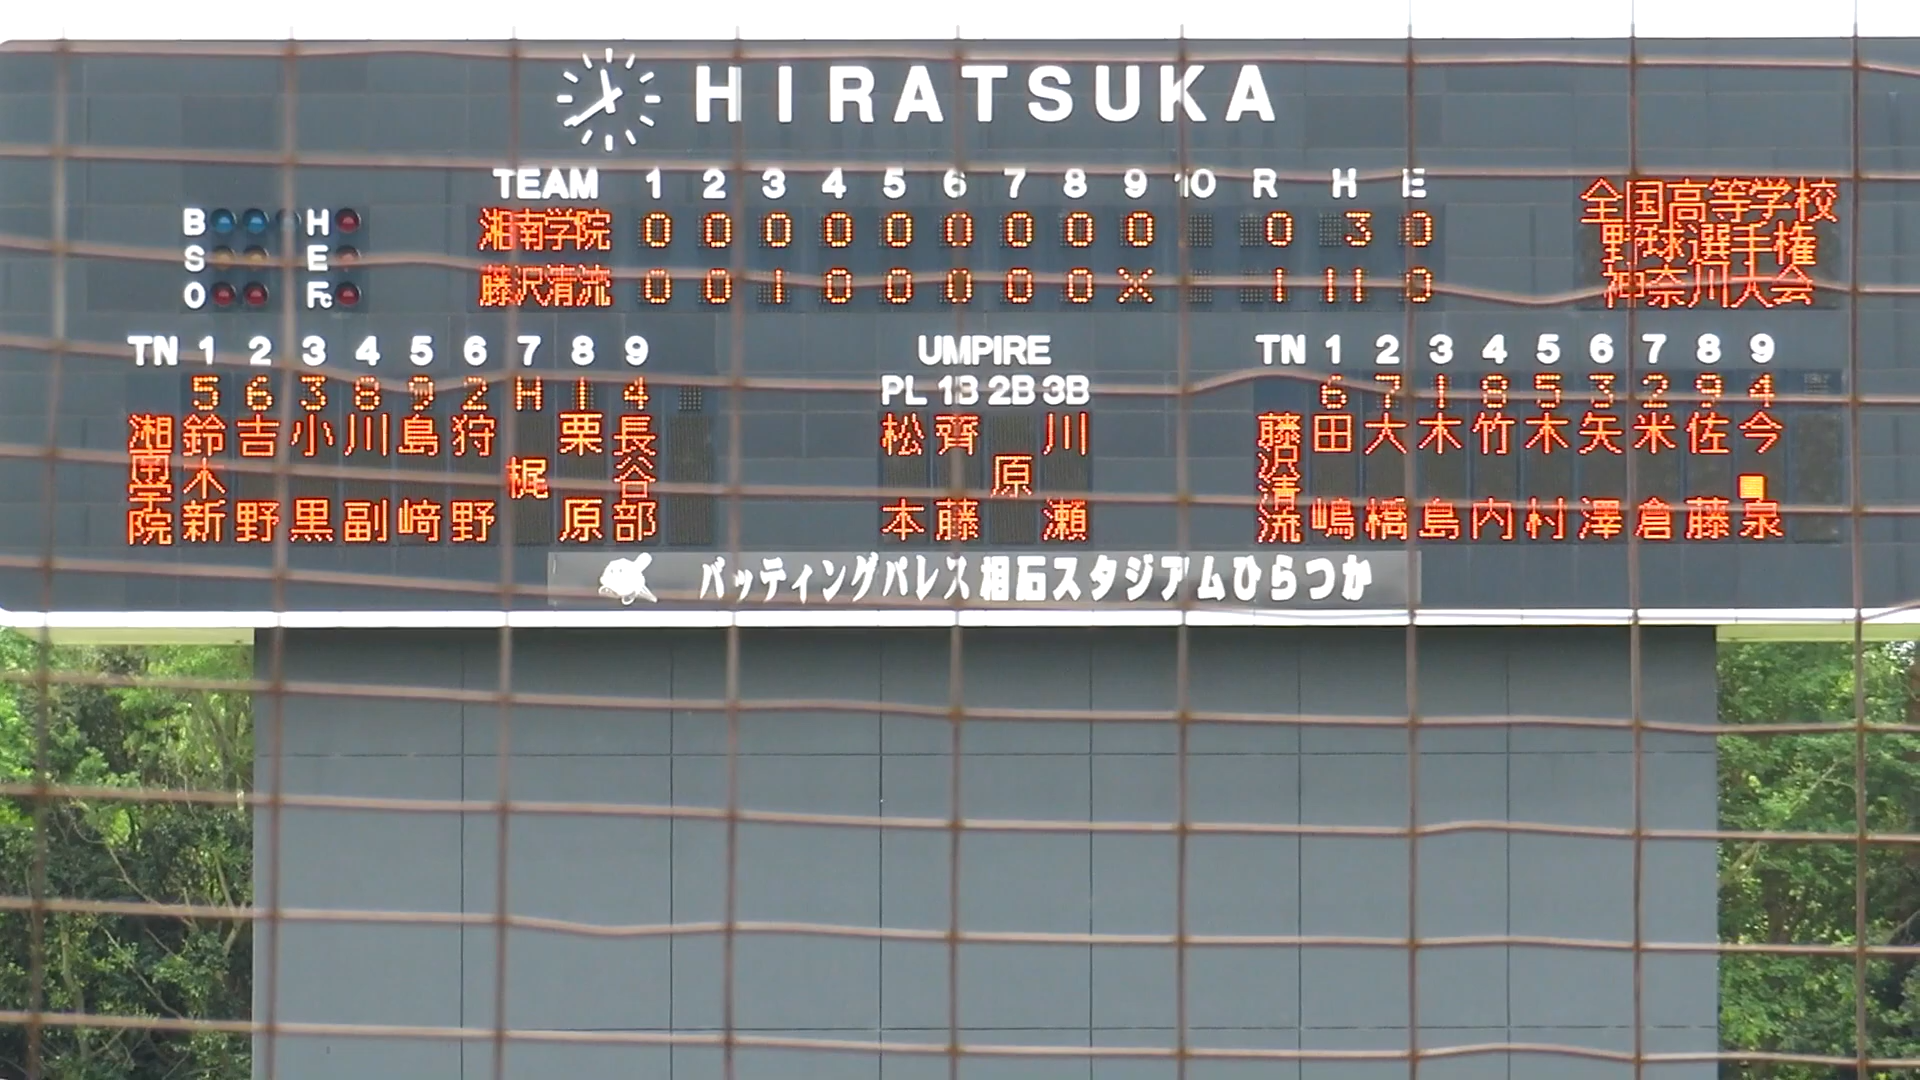 HIRATSUKA
TEAM 1 2 3 4 5 6 7 8 9 10 R H E
湘南学院 0 0 0 0 0 0 0 0 0 0 3 0
藤沢清流 0 0 1 0 0 0 0 0 X 1 11 0
全国高等学校
野球選手権
神奈川大会
B H
S E
O Fc
TN 1 2 3 4 5 6 7 8 9
5 6 3 8 9 2 H 1 4
湘南学院
鈴木新
吉野
小黒
川副
島崎
狩野
梶
栗原
長谷部
UMPIRE
PL 1B 2B 3B
松本
齊藤
原
川瀬
TN 1 2 3 4 5 6 7 8 9
6 7 1 8 5 3 2 9 4
藤沢清流
田嶋
大橋
木島
竹内
木村
矢澤
米倉
佐藤
今泉
バッティングパレス相石スタジアムひらつか